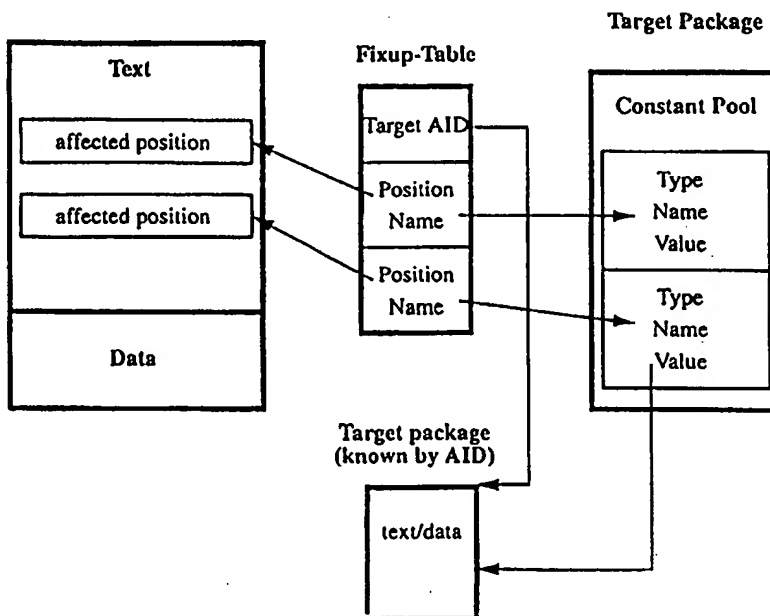 Text
affected position
affected position
Data
Fixup-Table
Target AID
Position
Name
Position
Name
Target Package
Constant Pool
Type
Name
Value
Type
Name
Value
Target package
(known by AID)
text/data